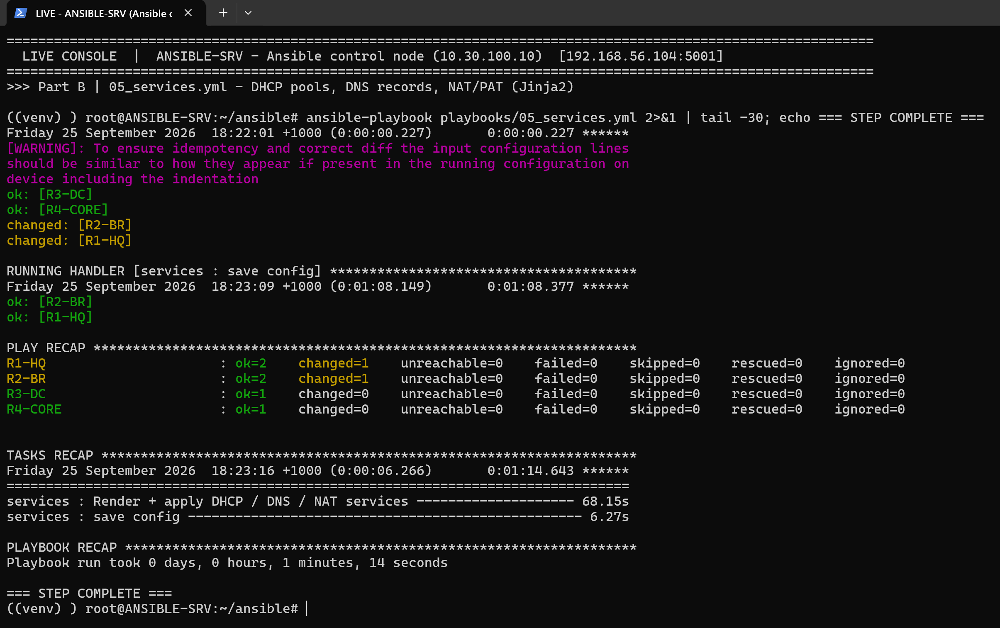 LIVE - ANSIBLE-SRV (Ansible c
==============================================================================================================
LIVE CONSOLE | ANSIBLE-SRV - Ansible control node (10.30.100.10) [192.168.56.104:5001]
==============================================================================================================
>>> Part B | 05_services.yml - DHCP pools, DNS records, NAT/PAT (Jinja2)
((venv) ) root@ANSIBLE-SRV:~/ansible# ansible-playbook playbooks/05_services.yml 2>&1 | tail -30; echo === STEP COMPLETE ===
Friday 25 September 2026  18:22:01 +1000 (0:00:00.227)       0:00:00.227 ******
[WARNING]: To ensure idempotency and correct diff the input configuration lines
should be similar to how they appear if present in the running configuration on
device including the indentation
ok: [R3-DC]
ok: [R4-CORE]
changed: [R2-BR]
changed: [R1-HQ]
RUNNING HANDLER [services : save config] ***************************************
Friday 25 September 2026  18:23:09 +1000 (0:01:08.149)       0:01:08.377 ******
ok: [R2-BR]
ok: [R1-HQ]
PLAY RECAP *********************************************************************
R1-HQ                      : ok=2    changed=1    unreachable=0    failed=0    skipped=0    rescued=0    ignored=0
R2-BR                      : ok=2    changed=1    unreachable=0    failed=0    skipped=0    rescued=0    ignored=0
R3-DC                      : ok=1    changed=0    unreachable=0    failed=0    skipped=0    rescued=0    ignored=0
R4-CORE                    : ok=1    changed=0    unreachable=0    failed=0    skipped=0    rescued=0    ignored=0
TASKS RECAP ********************************************************************
Friday 25 September 2026  18:23:16 +1000 (0:00:06.266)       0:01:14.643 ******
===============================================================================
services : Render + apply DHCP / DNS / NAT services -------------------- 68.15s
services : save config -------------------------------------------------- 6.27s
PLAYBOOK RECAP *****************************************************************
Playbook run took 0 days, 0 hours, 1 minutes, 14 seconds
=== STEP COMPLETE ===
((venv) ) root@ANSIBLE-SRV:~/ansible#